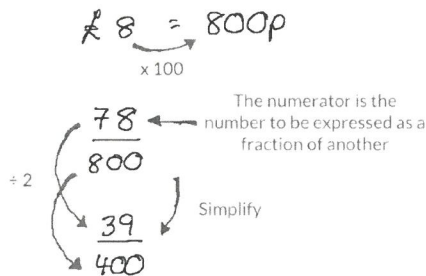 £ 8 = 800p
x 100
78
800
The numerator is the
number to be expressed as a
fraction of another
÷ 2
Simplify
39
400